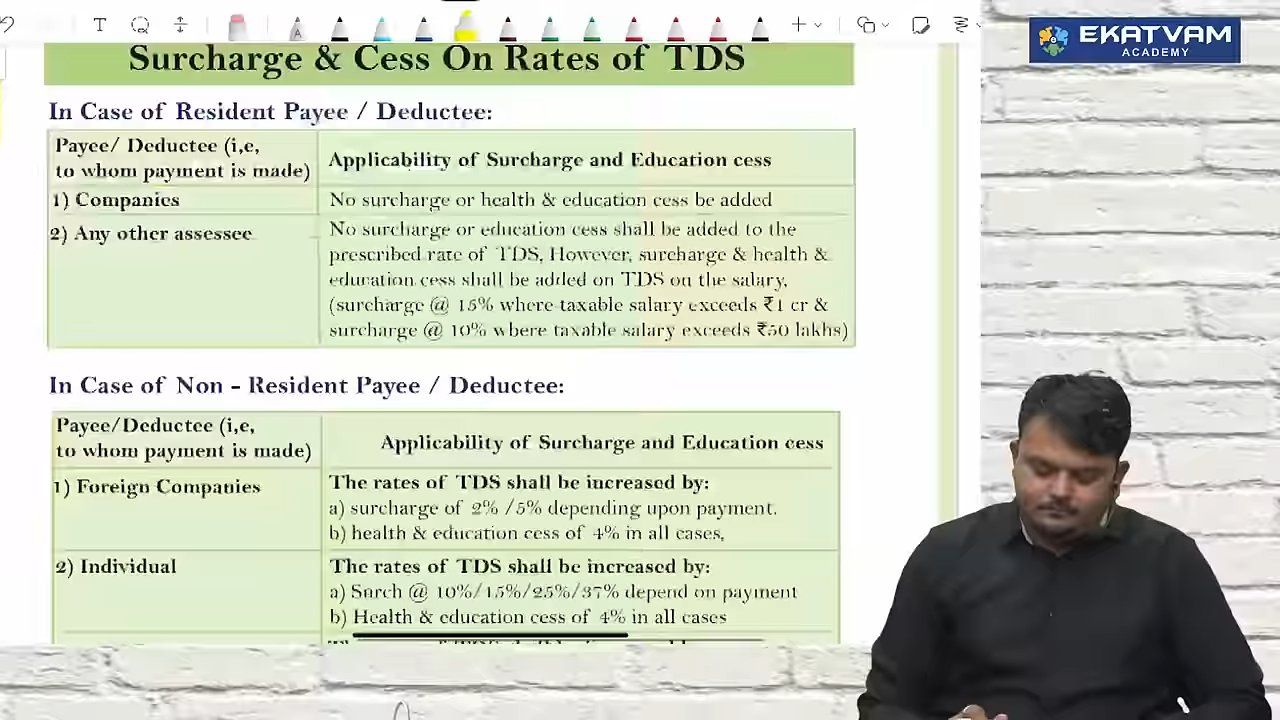 EKATVAM
ACADEMY
Surcharge & Cess On Rates of TDS
In Case of Resident Payee / Deductee:
Payee/ Deductee (i,e,
to whom payment is made)
Applicability of Surcharge and Education cess
1) Companies
No surcharge or health & education cess be added
2) Any other assessee
No surcharge or education cess shall be added to the
prescribed rate of TDS, However, surcharge & health &
education cess shall be added on TDS on the salary,
(surcharge @ 15% where taxable salary exceeds ₹1 cr &
surcharge @ 10% where taxable salary exceeds ₹50 lakhs)
In Case of Non - Resident Payee / Deductee:
Payee/Deductee (i,e,
to whom payment is made)
Applicability of Surcharge and Education cess
1) Foreign Companies
The rates of TDS shall be increased by:
a) surcharge of 2% /5% depending upon payment.
b) health & education cess of 4% in all cases,
2) Individual
The rates of TDS shall be increased by:
a) Surch @ 10%/15%/25%/37% depend on payment
b) Health & education cess of 4% in all cases